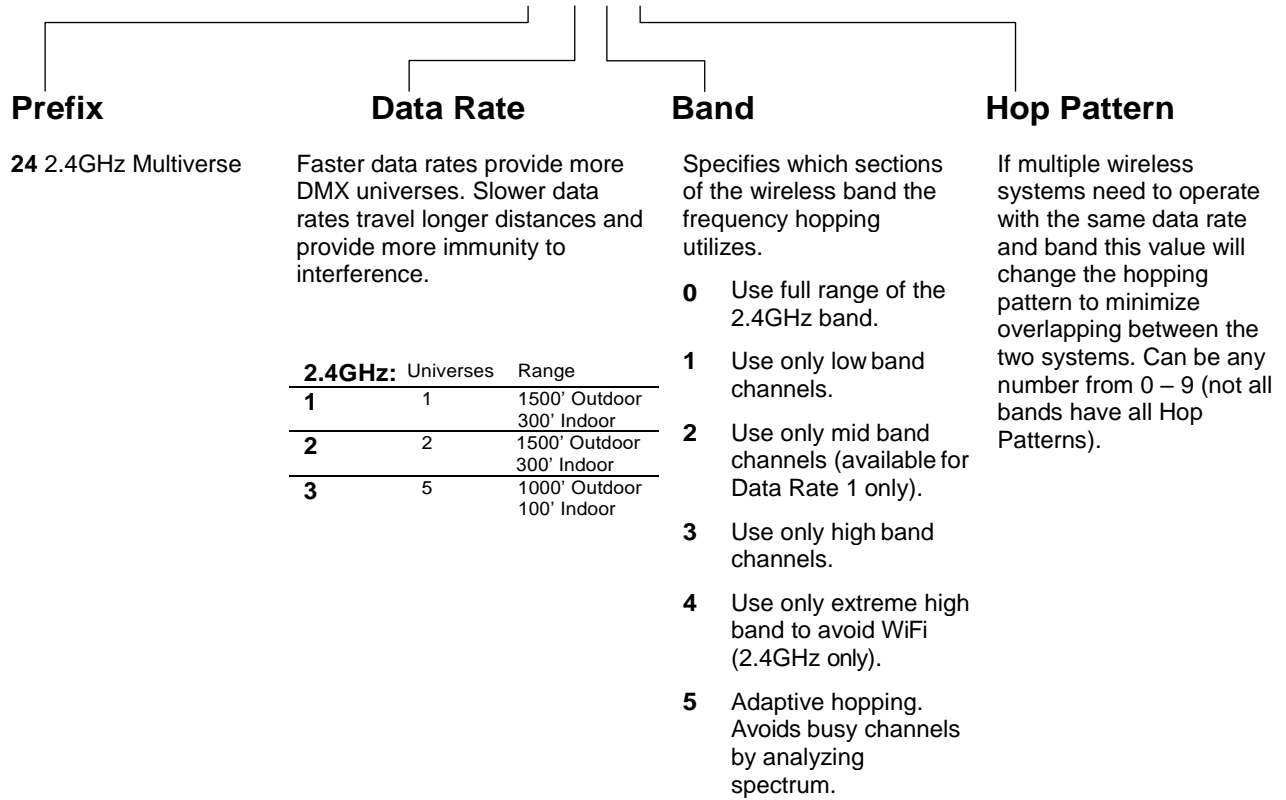 Prefix
24 2.4GHz Multiverse
Data Rate
Faster data rates provide more
DMX universes. Slower data
rates travel longer distances and
provide more immunity to
interference.
2.4GHz: Universes Range
1 1 1500’ Outdoor
300’ Indoor
2 2 1500’ Outdoor
300’ Indoor
3 5 1000’ Outdoor
100’ Indoor
Band
Specifies which sections
of the wireless band the
frequency hopping
utilizes.
0 Use full range of the
2.4GHz band.
1 Use only low band
channels.
2 Use only mid band
channels (available for
Data Rate 1 only).
3 Use only high band
channels.
4 Use only extreme high
band to avoid WiFi
(2.4GHz only).
5 Adaptive hopping.
Avoids busy channels
by analyzing
spectrum.
Hop Pattern
If multiple wireless
systems need to operate
with the same data rate
and band this value will
change the hopping
pattern to minimize
overlapping between the
two systems. Can be any
number from 0 – 9 (not all
bands have all Hop
Patterns).